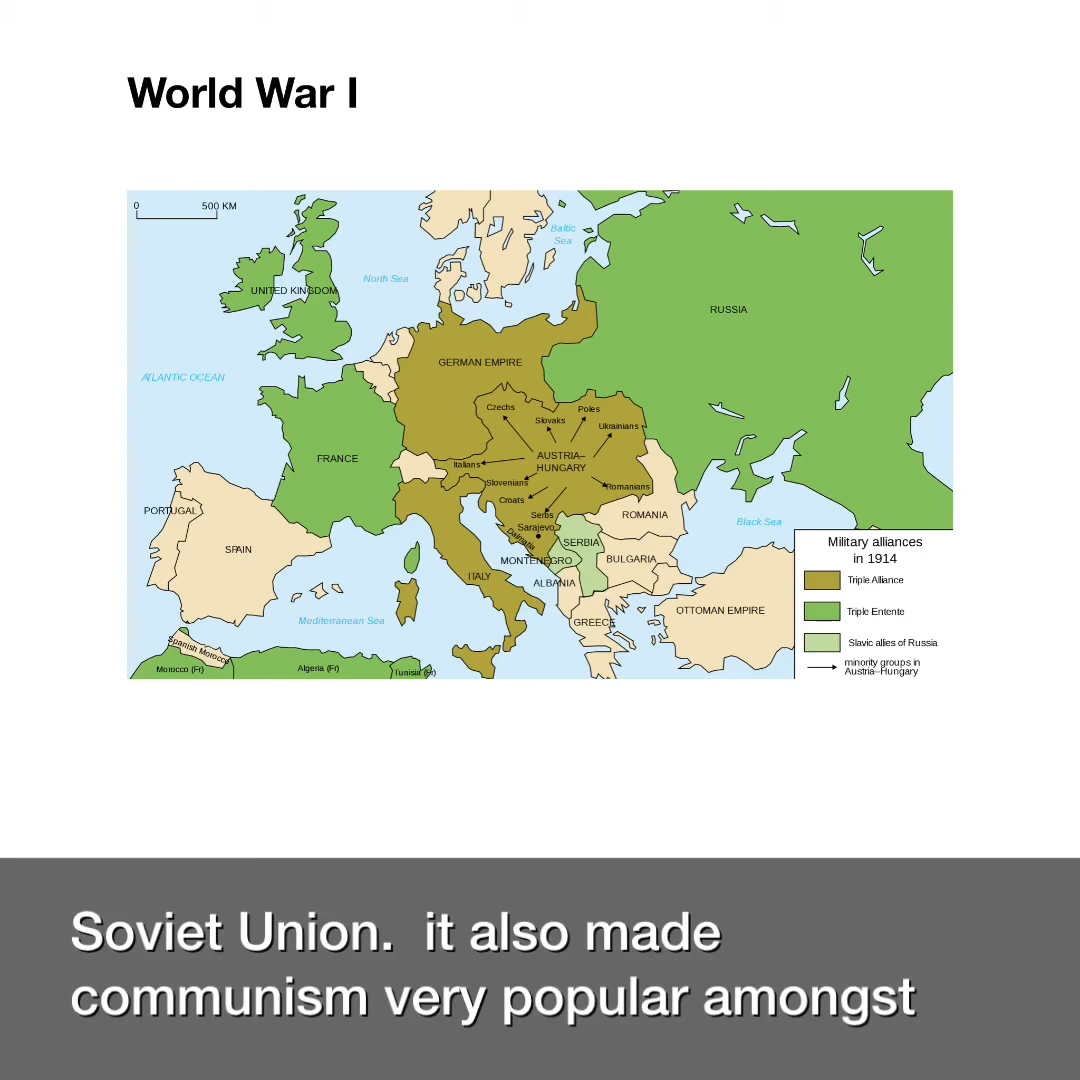 World War I
0 500 KM
Baltic
Sea
North Sea
UNITED KINGDOM
RUSSIA
GERMAN EMPIRE
ATLANTIC OCEAN
Czechs
Poles
Slovaks
Ukrainians
AUSTRIA–
HUNGARY
FRANCE
Italians
Slovenians
Romanians
Croats
PORTUGAL
Serbs
ROMANIA
Black Sea
Sarajevo
Dalmatia
SERBIA
SPAIN
MONTENEGRO
BULGARIA
ITALY
ALBANIA
OTTOMAN EMPIRE
Mediterranean Sea
GREECE
Spanish Morocco
Morocco (Fr)
Algeria (Fr)
Tunisia (Fr)
Military alliances
in 1914
Triple Alliance
Triple Entente
Slavic allies of Russia
minority groups in
Austria–Hungary
Soviet Union. it also made
communism very popular amongst